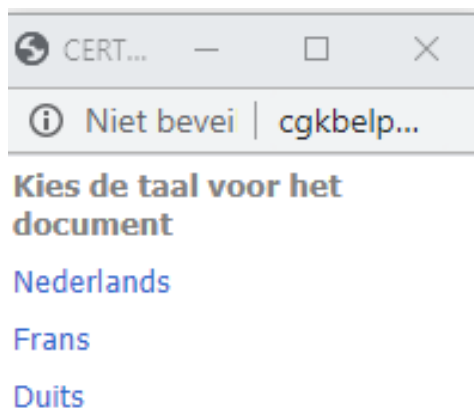 CERT...
Niet bevei | cgkbelp...
Kies de taal voor het
document
Nederlands
Frans
Duits